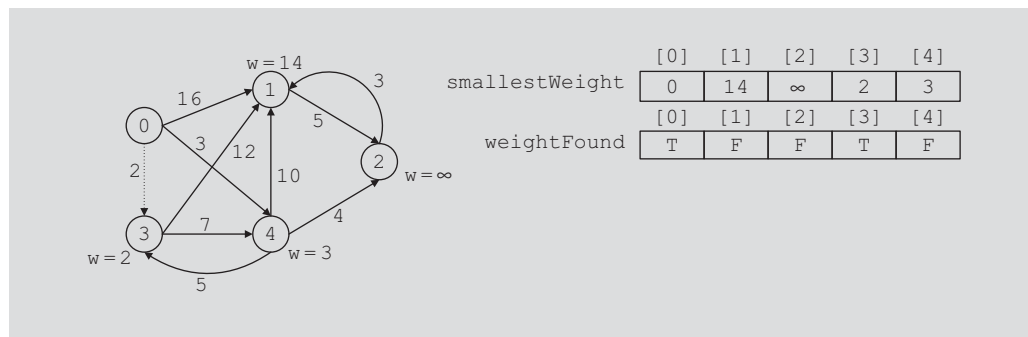 w = 14
1
16
3
5
0
3
12
2
10
2
w = ∞
4
3
7
4
w = 2
w = 3
5
[0] [1] [2] [3] [4]
smallestWeight 0 14 ∞ 2 3
[0] [1] [2] [3] [4]
weightFound T F F T F